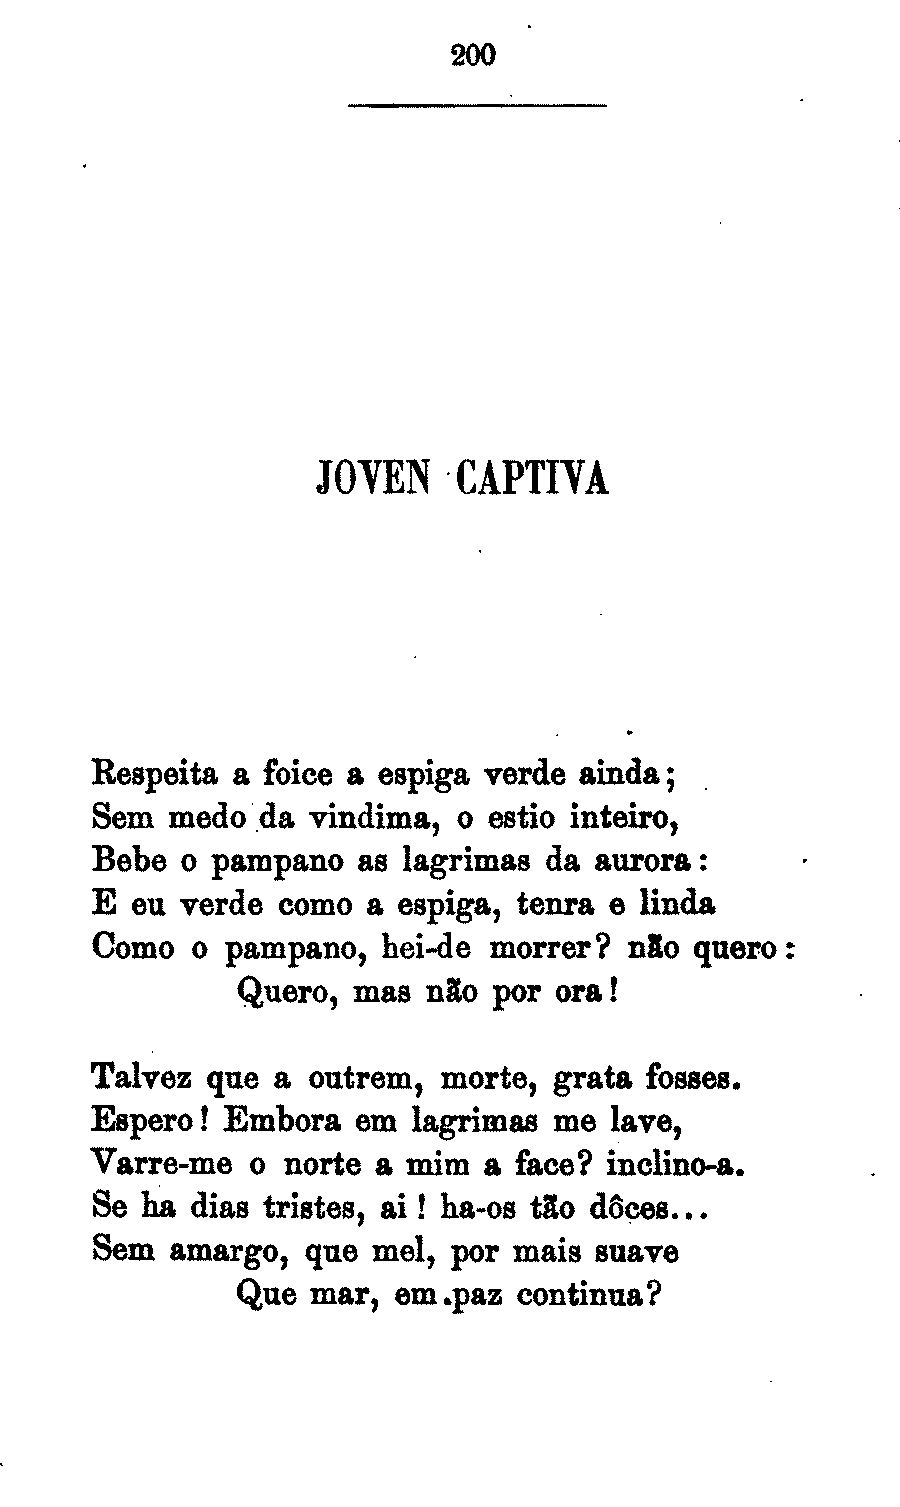 200
JOVEN CAPTIVA
Respeita a foice a espiga verde ainda;
Sem medo da vindima, o estio inteiro,
Bebe o pampano as lagrimas da aurora:
E eu verde como a espiga, tenra e linda
Como o pampano, hei-de morrer? não quero:
Quero, mas não por ora!
Talvez que a outrem, morte, grata fosses.
Espero! Embora em lagrimas me lave,
Varre-me o norte a mim a face? inclino-a.
Se ha dias tristes, ai! ha-os tão dôces...
Sem amargo, que mel, por mais suave
Que mar, em paz continua?